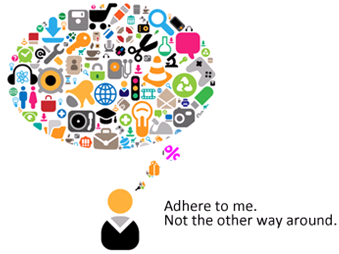 %
Adhere to me.
Not the other way around.